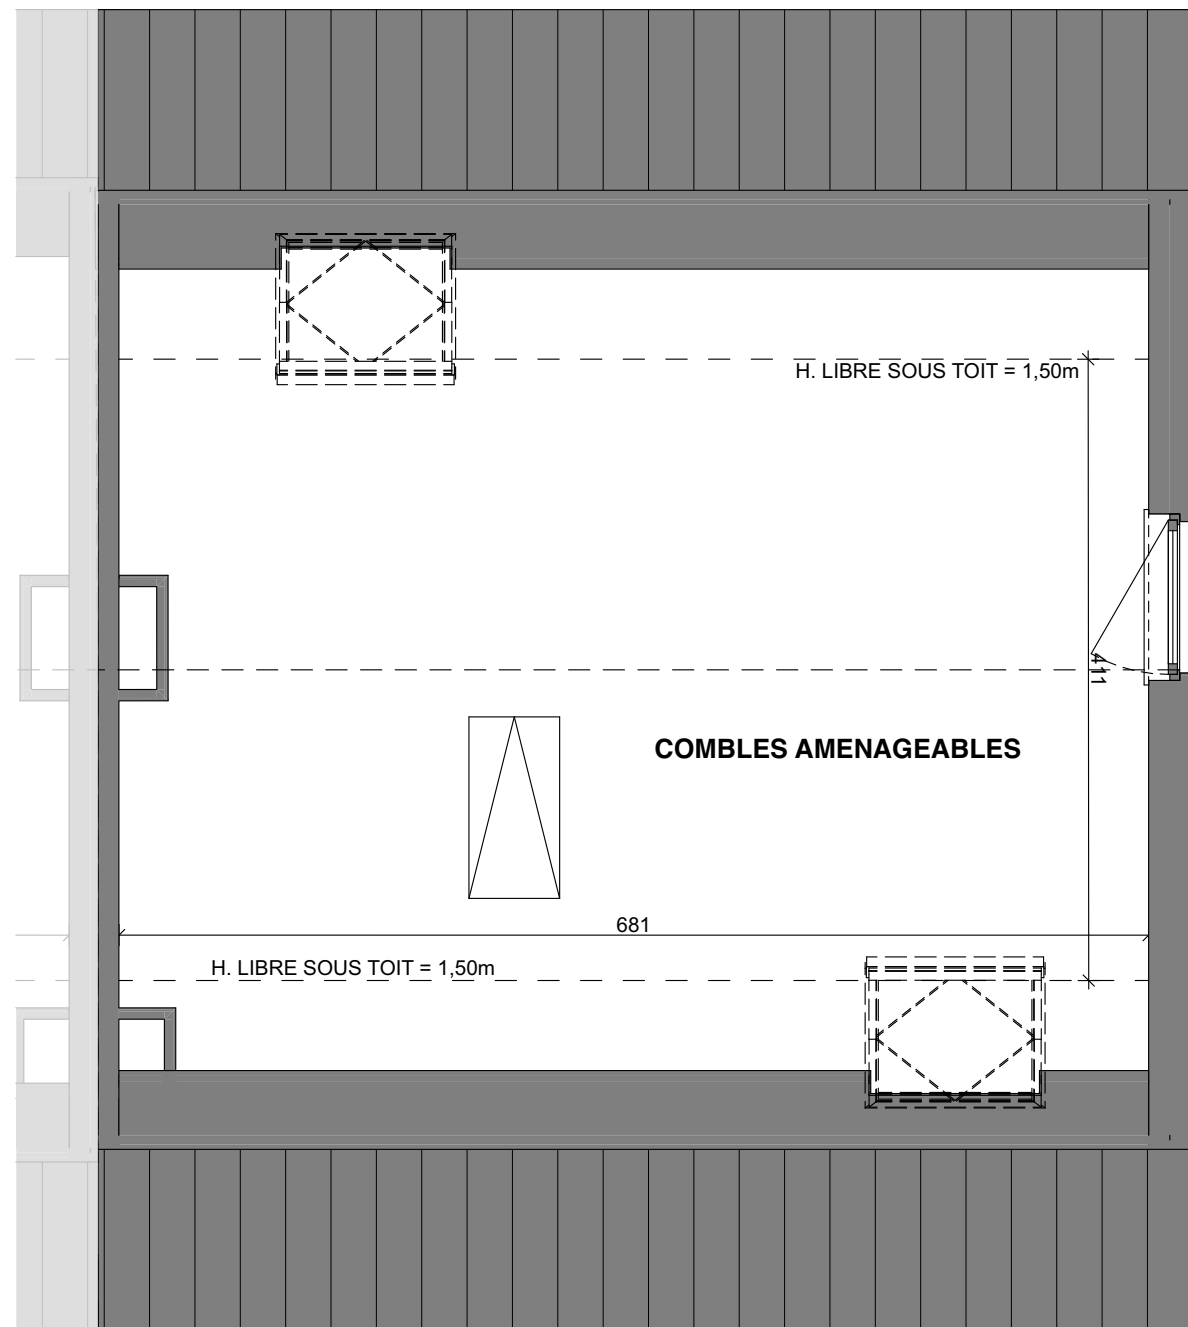 H. LIBRE SOUS TOIT = 1,50m
411
COMBLES AMENAGEABLES
681
H. LIBRE SOUS TOIT = 1,50m